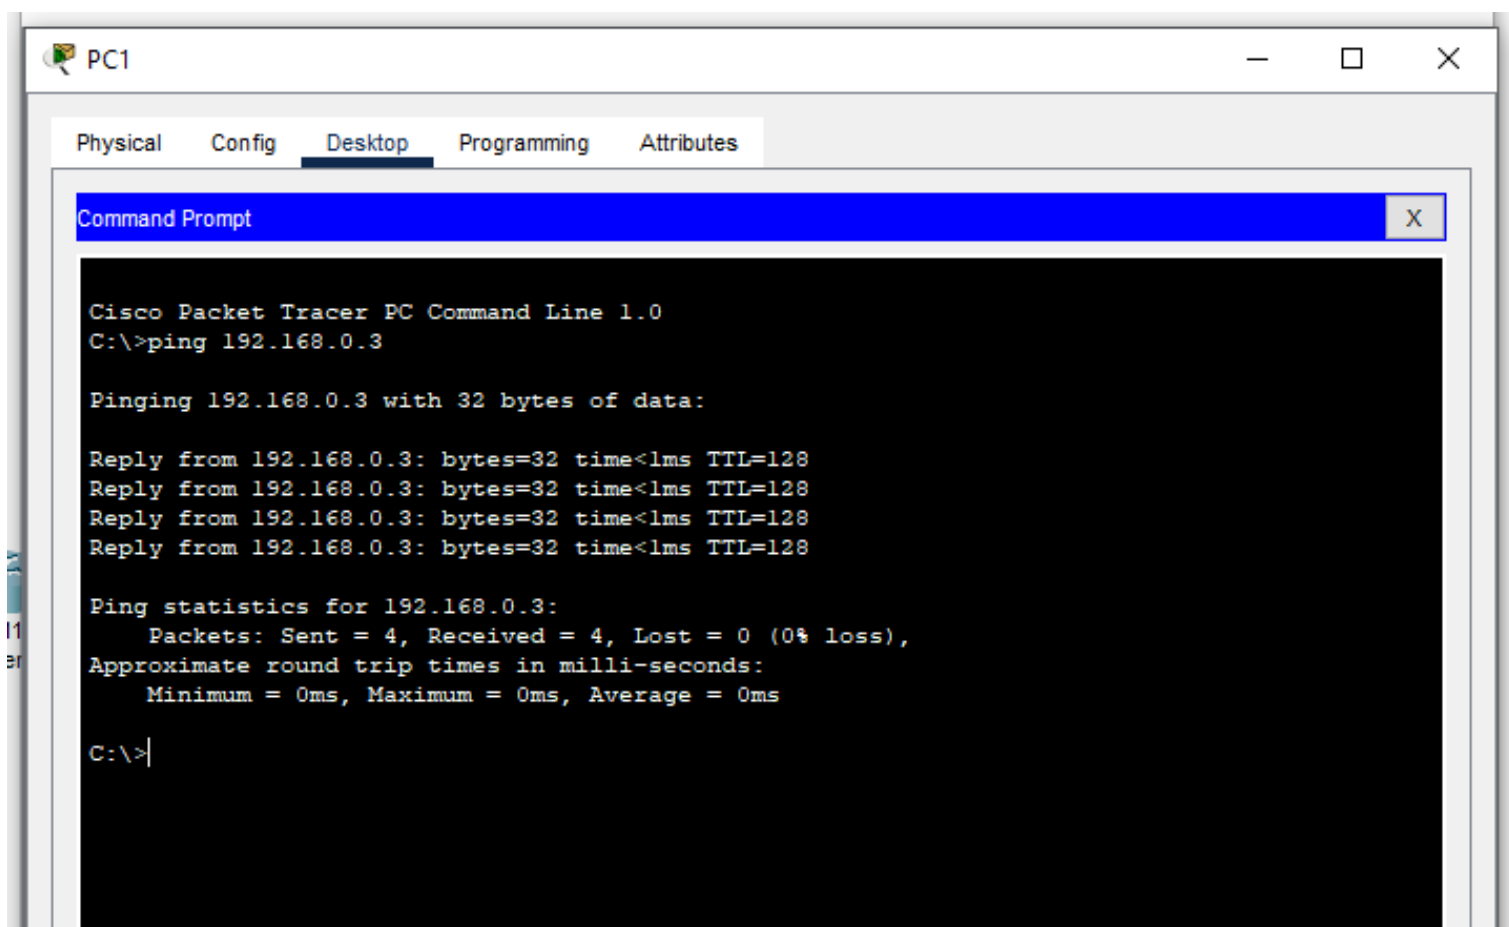 PC1
Physical Config Desktop Programming Attributes
Command Prompt X
Cisco Packet Tracer PC Command Line 1.0
C:\>ping 192.168.0.3
Pinging 192.168.0.3 with 32 bytes of data:
Reply from 192.168.0.3: bytes=32 time<1ms TTL=128
Reply from 192.168.0.3: bytes=32 time<1ms TTL=128
Reply from 192.168.0.3: bytes=32 time<1ms TTL=128
Reply from 192.168.0.3: bytes=32 time<1ms TTL=128
Ping statistics for 192.168.0.3:
Packets: Sent = 4, Received = 4, Lost = 0 (0% loss),
Approximate round trip times in milli-seconds:
Minimum = 0ms, Maximum = 0ms, Average = 0ms
C:\>